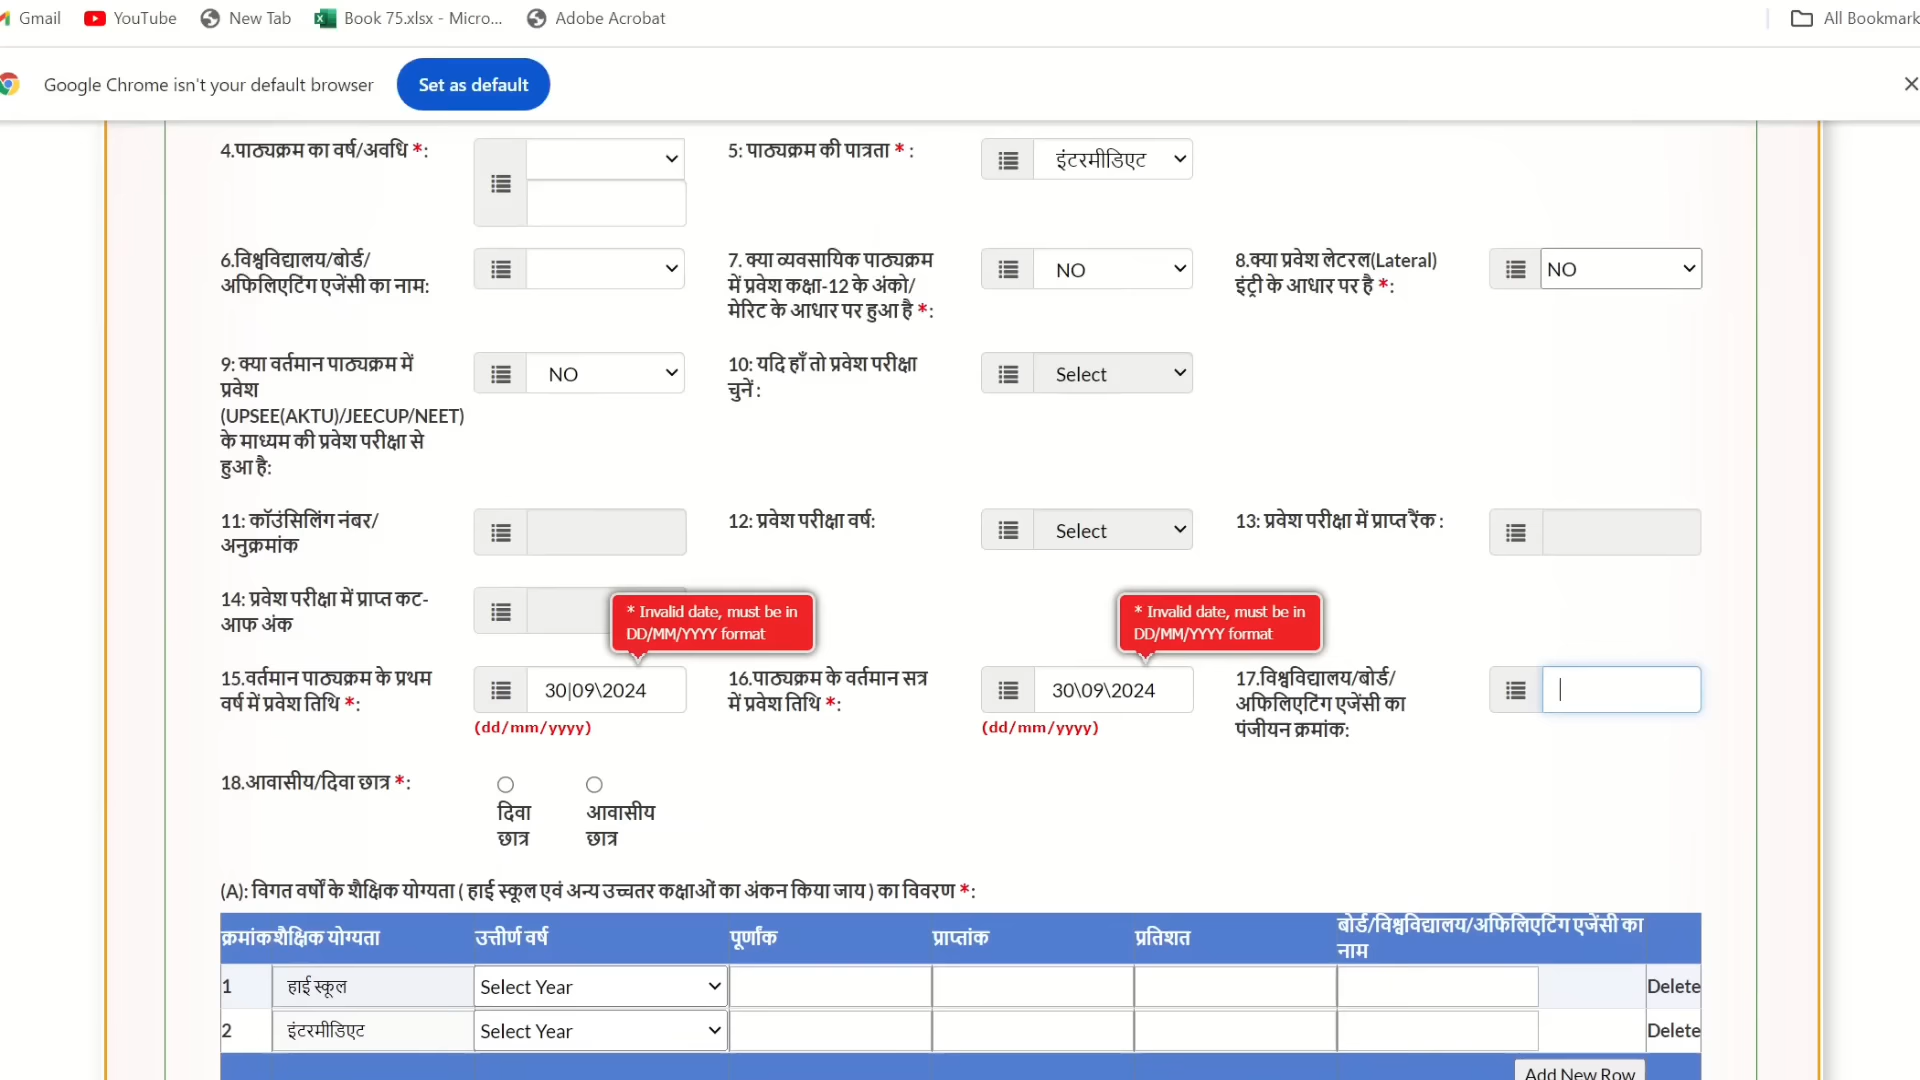 Gmail
YouTube
New Tab
Book 75.xlsx - Micro...
Adobe Acrobat
All Bookmark
Google Chrome isn't your default browser
Set as default
4.पाठ्यक्रम का वर्ष/अवधि *:
5: पाठ्यक्रम की पात्रता * :
इंटरमीडिएट
6.विश्वविद्यालय/बोर्ड/
अफिलिएटिंग एजेंसी का नाम:
7. क्या व्यवसायिक पाठ्यक्रम
में प्रवेश कक्षा-12 के अंको/
मेरिट के आधार पर हुआ है *:
NO
8.क्या प्रवेश लेटरल(Lateral)
इंट्री के आधार पर है *:
NO
9: क्या वर्तमान पाठ्यक्रम में
प्रवेश
(UPSEE(AKTU)/JEECUP/NEET)
के माध्यम की प्रवेश परीक्षा से
हुआ है:
NO
10: यदि हाँ तो प्रवेश परीक्षा
चुनें :
Select
11: कॉउंसिलिंग नंबर/
अनुक्रमांक
12: प्रवेश परीक्षा वर्ष:
Select
13: प्रवेश परीक्षा में प्राप्त रैंक :
14: प्रवेश परीक्षा में प्राप्त कट-
आफ अंक
* Invalid date, must be in
DD/MM/YYYY format
* Invalid date, must be in
DD/MM/YYYY format
15.वर्तमान पाठ्यक्रम के प्रथम
वर्ष में प्रवेश तिथि *:
30|09\2024
(dd/mm/yyyy)
16.पाठ्यक्रम के वर्तमान सत्र
में प्रवेश तिथि *:
30\09\2024
(dd/mm/yyyy)
17.विश्वविद्यालय/बोर्ड/
अफिलिएटिंग एजेंसी का
पंजीयन क्रमांक:
18.आवासीय/दिवा छात्र *:
दिवा
छात्र
आवासीय
छात्र
(A): विगत वर्षों के शैक्षिक योग्यता ( हाई स्कूल एवं अन्य उच्चतर कक्षाओं का अंकन किया जाय ) का विवरण *:
क्रमांक शैक्षिक योग्यता उत्तीर्ण वर्ष पूर्णांक प्राप्तांक प्रतिशत बोर्ड/विश्वविद्यालय/अफिलिएटिंग एजेंसी का
नाम
1 हाई स्कूल Select Year Delete
2 इंटरमीडिएट Select Year Delete
Add New Row